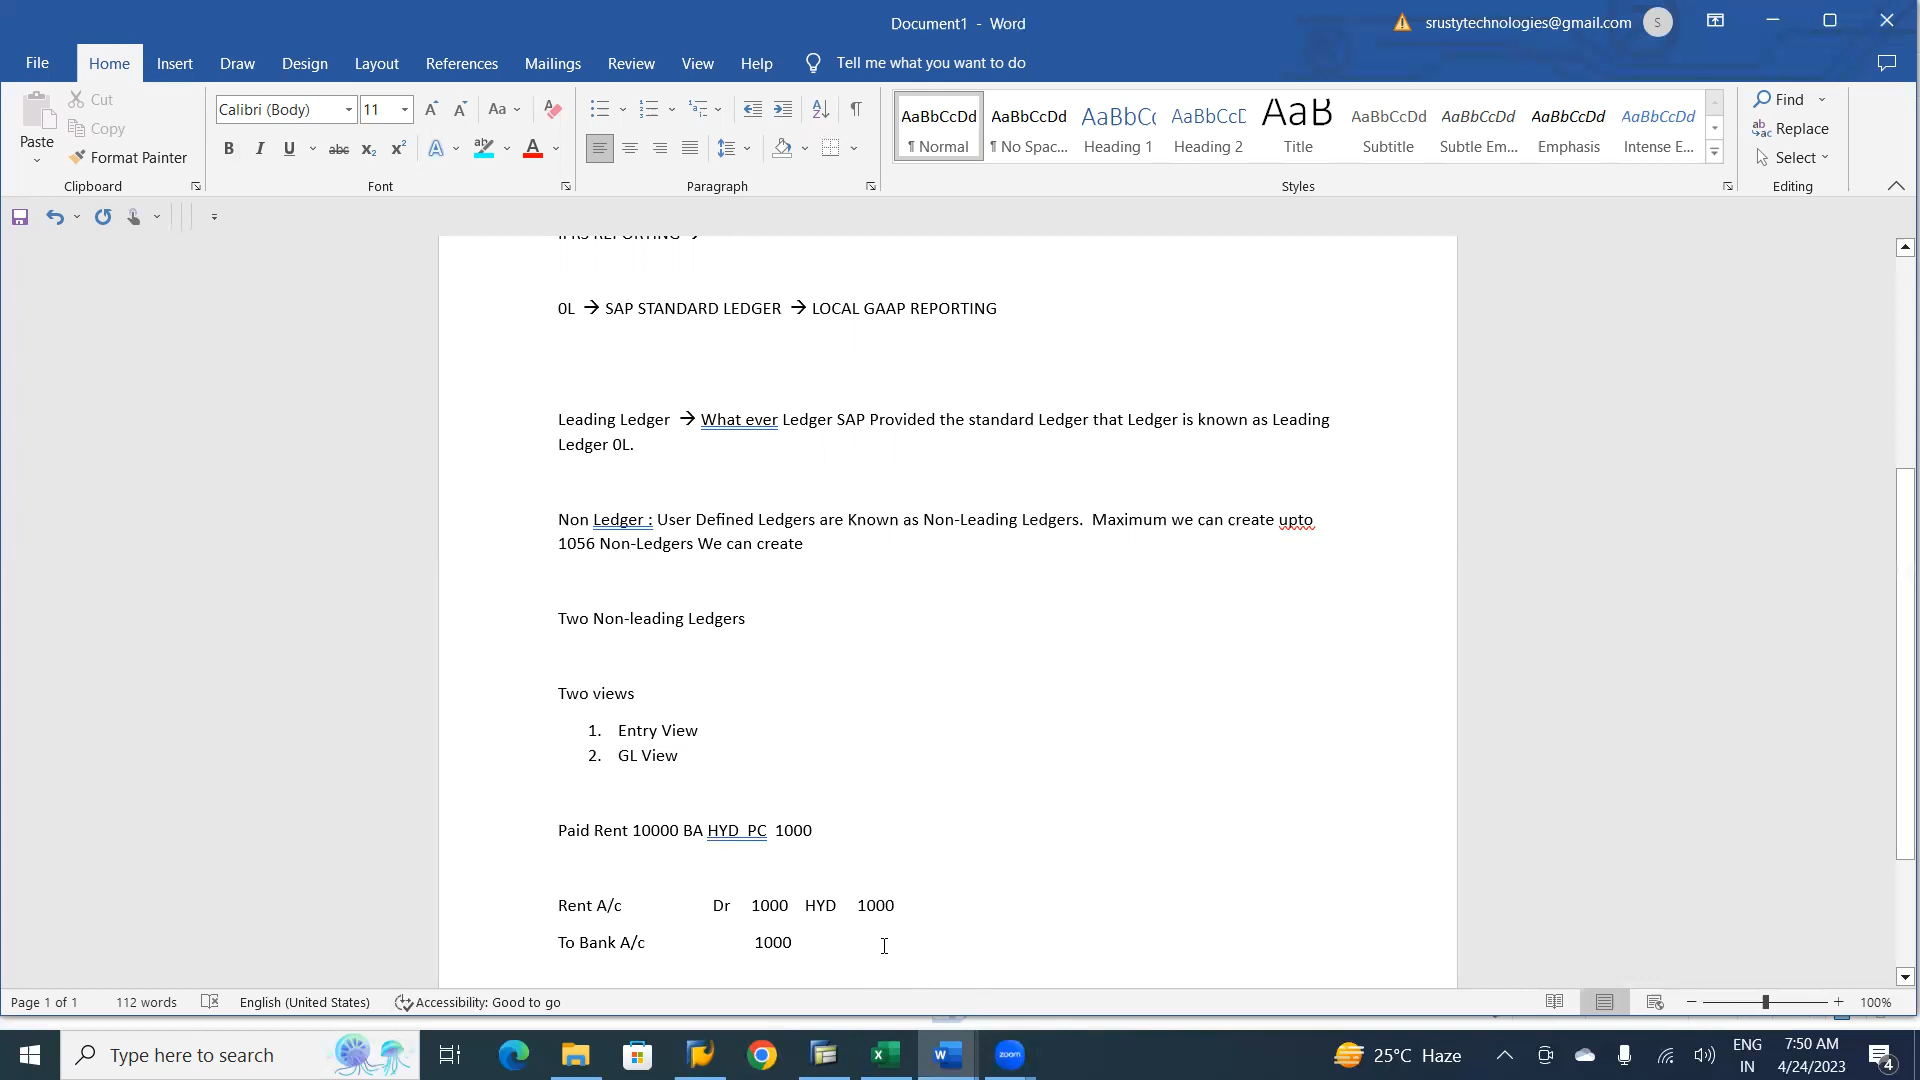 Document1 - Word
srustytechnologies@gmail.com
S
File Home Insert Draw Design Layout References Mailings Review View Help Tell me what you want to do
Paste
Cut
Copy
Format Painter
Clipboard
Calibri (Body) 11
Font
Paragraph
AaBbCcDd AaBbCcDd AaBbCc AaBbCcD AaB AaBbCcDd AaBbCcDd AaBbCcDd AaBbCcDd
¶ Normal ¶ No Spac... Heading 1 Heading 2 Title Subtitle Subtle Em... Emphasis Intense E...
Styles
Find
Replace
Select
Editing
IFRS REPORTING →
0L → SAP STANDARD LEDGER → LOCAL GAAP REPORTING
Leading Ledger → What ever Ledger SAP Provided the standard Ledger that Ledger is known as Leading
Ledger 0L.
Non Ledger : User Defined Ledgers are Known as Non-Leading Ledgers. Maximum we can create upto
1056 Non-Ledgers We can create
Two Non-leading Ledgers
Two views
1. Entry View
2. GL View
Paid Rent 10000 BA HYD PC 1000
Rent A/c Dr 1000 HYD 1000
To Bank A/c 1000
Page 1 of 1 112 words English (United States) Accessibility: Good to go 100%
Type here to search
zoom
25°C Haze
ENG
IN
7:50 AM
4/24/2023
4